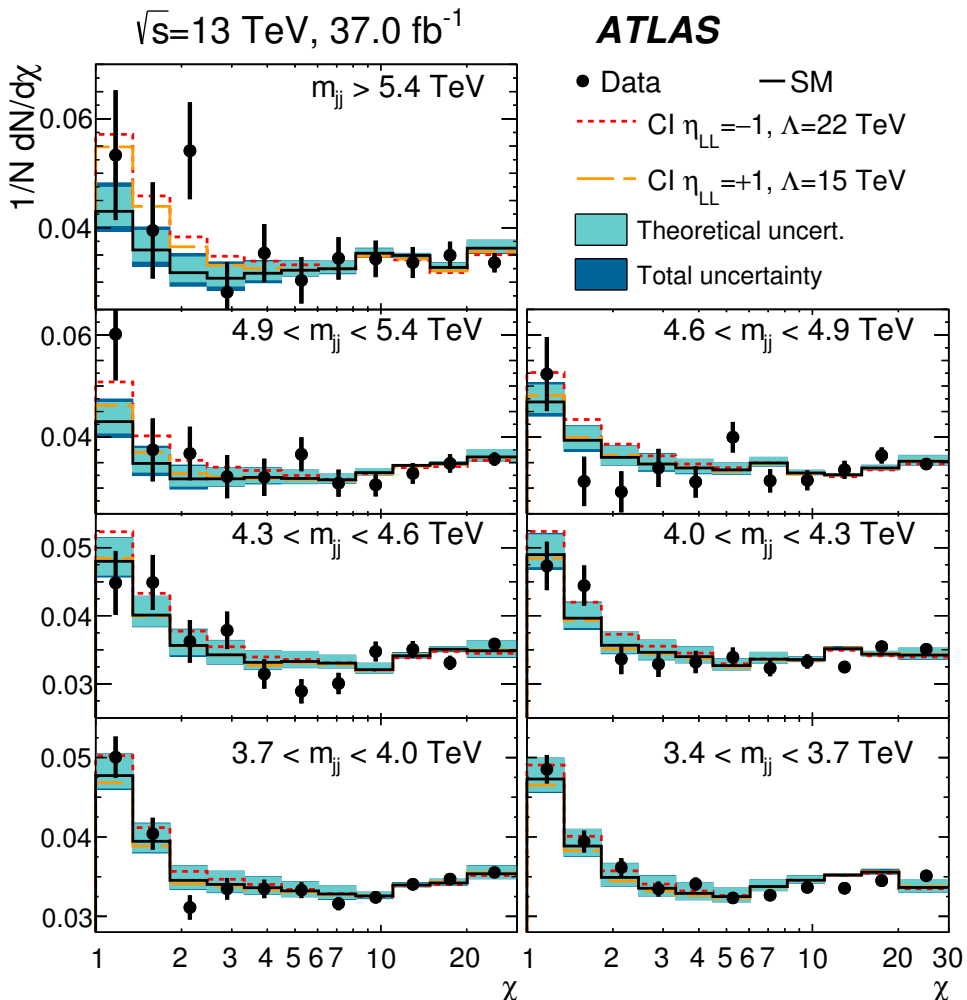 √s=13 TeV, 37.0 fb⁻¹
ATLAS
1/N dN/dχ
m_jj > 5.4 TeV
0.06
0.04
Data
SM
CI η_LL=−1, Λ=22 TeV
CI η_LL=+1, Λ=15 TeV
Theoretical uncert.
Total uncertainty
4.9 < m_jj < 5.4 TeV
0.06
0.04
4.6 < m_jj < 4.9 TeV
4.3 < m_jj < 4.6 TeV
0.05
0.04
0.03
4.0 < m_jj < 4.3 TeV
3.7 < m_jj < 4.0 TeV
0.05
0.04
0.03
3.4 < m_jj < 3.7 TeV
1 2 3 4 5 6 7 10 20
1 2 3 4 5 6 7 10 20 30
χ
χ